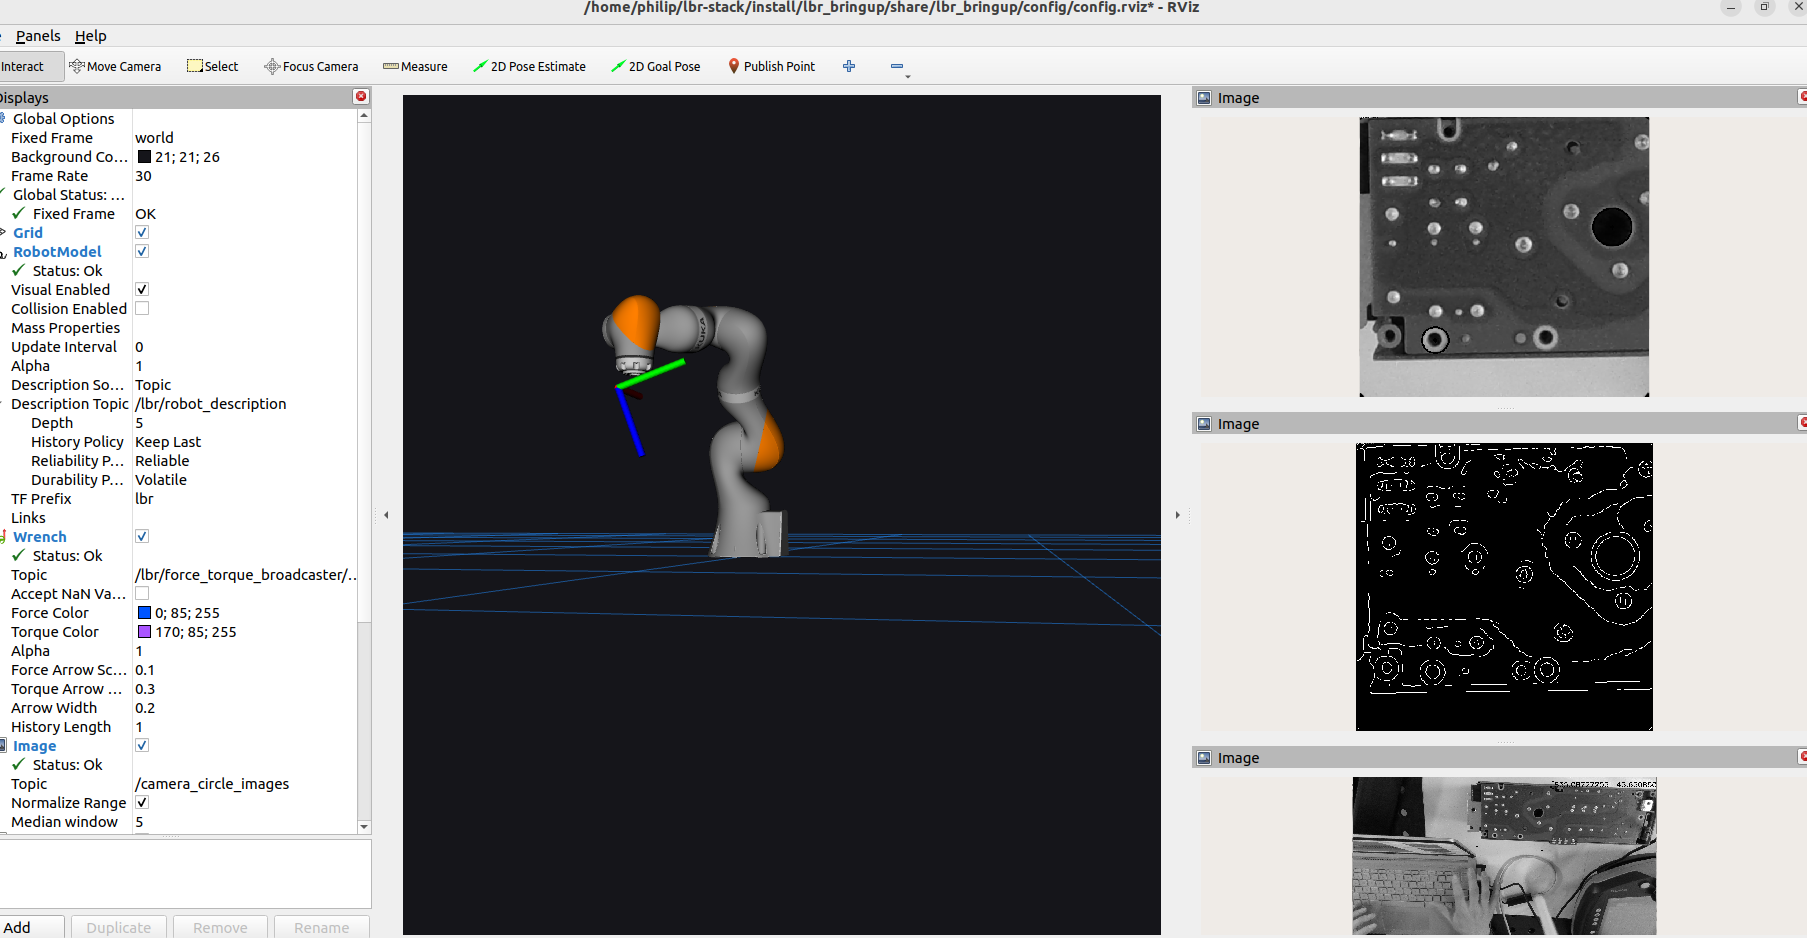 /home/philip/lbr-stack/install/lbr_bringup/share/lbr_bringup/config/config.rviz* - RViz
Panels Help
Interact Move Camera Select Focus Camera Measure 2D Pose Estimate 2D Goal Pose Publish Point
Displays
Global Options
Fixed Frame world
Background Co... 21; 21; 26
Frame Rate 30
Global Status: ...
Fixed Frame OK
Grid
RobotModel
Status: Ok
Visual Enabled
Collision Enabled
Mass Properties
Update Interval 0
Alpha 1
Description So... Topic
Description Topic /lbr/robot_description
Depth 5
History Policy Keep Last
Reliability P... Reliable
Durability P... Volatile
TF Prefix lbr
Links
Wrench
Status: Ok
Topic /lbr/force_torque_broadcaster/...
Accept NaN Va...
Force Color 0; 85; 255
Torque Color 170; 85; 255
Alpha 1
Force Arrow Sc... 0.1
Torque Arrow ... 0.3
Arrow Width 0.2
History Length 1
Image
Status: Ok
Topic /camera_circle_images
Normalize Range
Median window 5
Add Duplicate Remove Rename
KUKA
Image
Image
Image